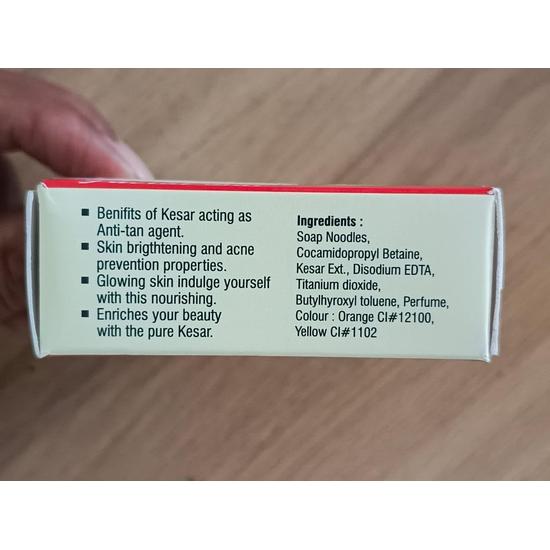 ■ Benifits of Kesar acting as
Anti-tan agent.
■ Skin brigthtening and acne
prevention properties.
■ Glowing skin indulge yourself
with this nourishing.
■ Enriches your beauty
with the pure Kesar.
Ingredients :
Soap Noodles,
Cocamidopropyl Betaine,
Kesar Ext., Disodium EDTA,
Titanium dioxide,
Butylhyroxyl toluene, Perfume,
Colour : Orange CI#12100,
Yellow CI#1102